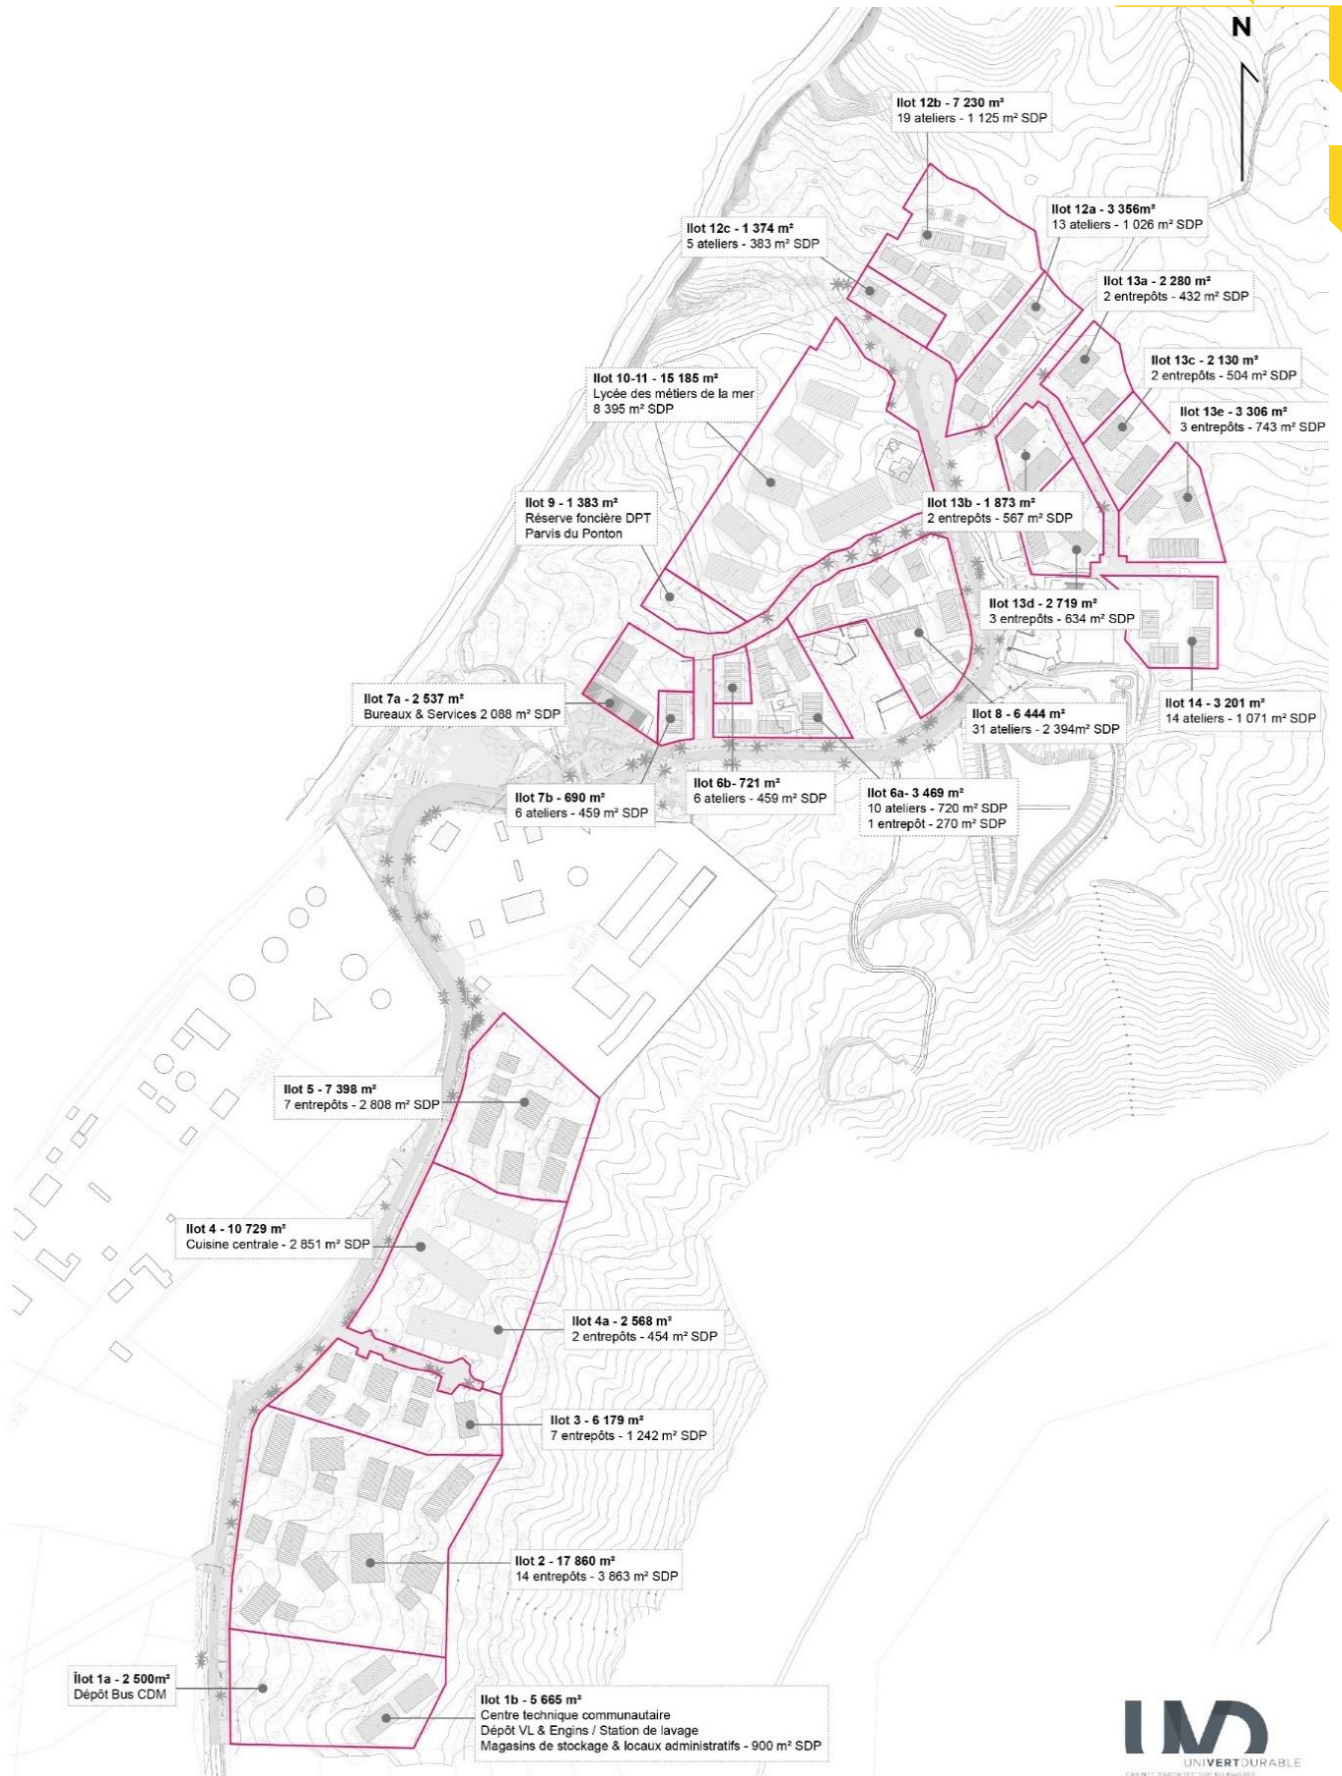 N
Ilot 12b - 7 230 m²
19 ateliers - 1 125 m² SDP
Ilot 12a - 3 356m²
13 ateliers - 1 026 m² SDP
Ilot 12c - 1 374 m²
5 ateliers - 383 m² SDP
Ilot 13a - 2 280 m²
2 entrepôts - 432 m² SDP
Ilot 13c - 2 130 m²
2 entrepôts - 504 m² SDP
Ilot 10-11 - 15 185 m²
Lycée des métiers de la mer
8 395 m² SDP
Ilot 13e - 3 306 m²
3 entrepôts - 743 m² SDP
Ilot 9 - 1 383 m²
Réserve foncière DPT
Parvis du Ponton
Ilot 13b - 1 873 m²
2 entrepôts - 567 m² SDP
Ilot 13d - 2 719 m²
3 entrepôts - 634 m² SDP
Ilot 7a - 2 537 m²
Bureaux & Services 2 088 m² SDP
Ilot 14 - 3 201 m²
14 ateliers - 1 071 m² SDP
Ilot 8 - 6 444 m²
31 ateliers - 2 394m² SDP
Ilot 7b - 690 m²
6 ateliers - 459 m² SDP
Ilot 6b- 721 m²
6 ateliers - 459 m² SDP
Ilot 6a- 3 469 m²
10 ateliers - 720 m² SDP
1 entrepôt - 270 m² SDP
Ilot 5 - 7 398 m²
7 entrepôts - 2 808 m² SDP
Ilot 4 - 10 729 m²
Cuisine centrale - 2 851 m² SDP
Ilot 4a - 2 568 m²
2 entrepôts - 454 m² SDP
Ilot 3 - 6 179 m²
7 entrepôts - 1 242 m² SDP
Ilot 2 - 17 860 m²
14 entrepôts - 3 863 m² SDP
Îlot 1a - 2 500m²
Dépôt Bus CDM
Ilot 1b - 5 665 m²
Centre technique communautaire
Dépôt VL & Engins / Station de lavage
Magasins de stockage & locaux administratifs - 900 m² SDP
UVD
UNIVERTDURABLE